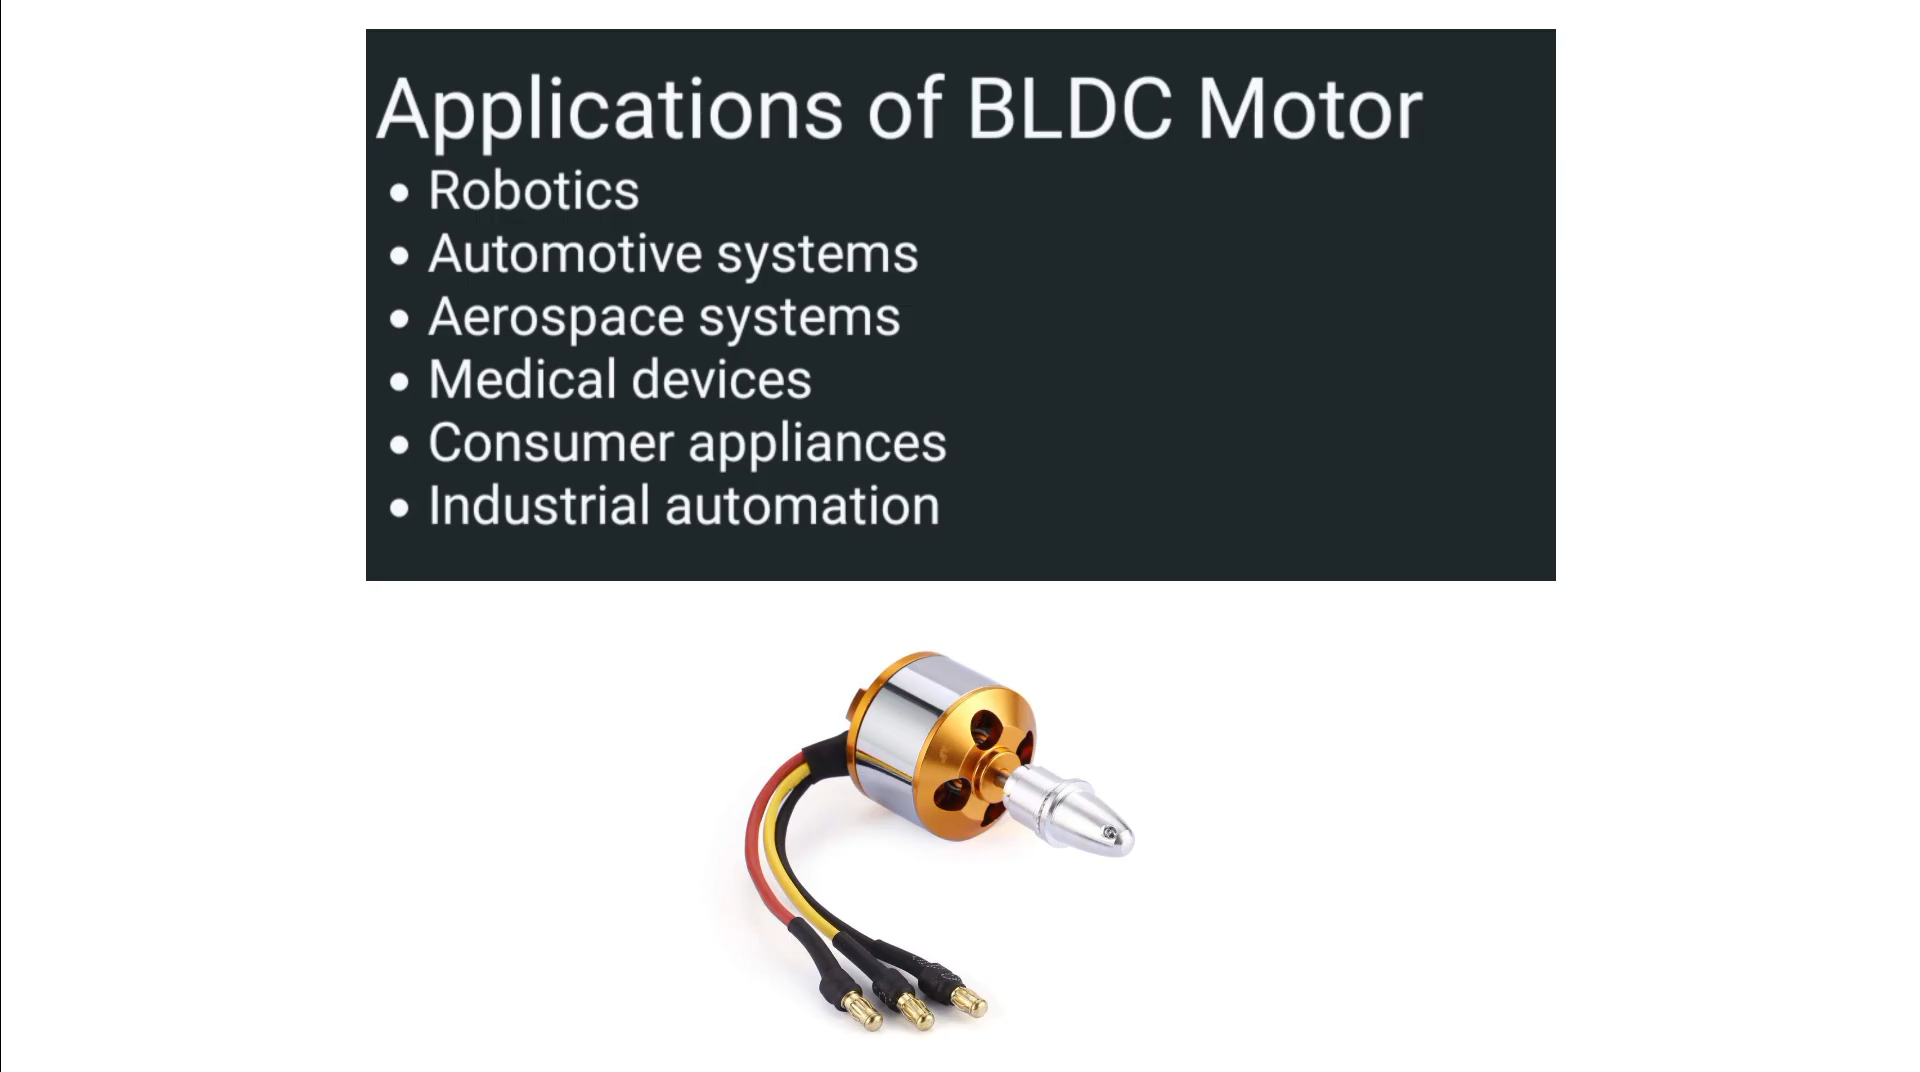 Applications of BLDC Motor
• Robotics
• Automotive systems
• Aerospace systems
• Medical devices
• Consumer appliances
• Industrial automation